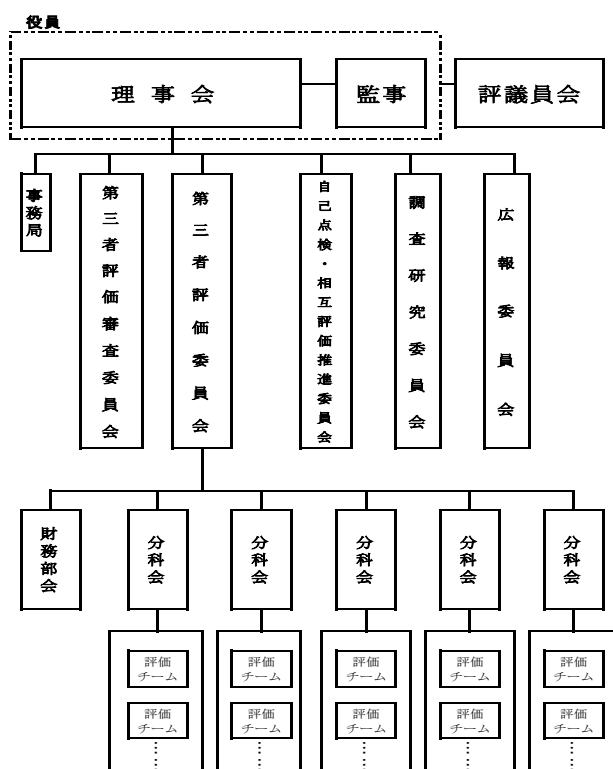 役員
理事会
監事
評議員会
事務局
第三者評価審査委員会
第三者評価委員会
自己点検・相互評価推進委員会
調査研究委員会
広報委員会
財務部会
分科会
分科会
分科会
分科会
分科会
評価
チーム
評価
チーム
評価
チーム
評価
チーム
評価
チーム
評価
チーム
評価
チーム
評価
チーム
評価
チーム
評価
チーム